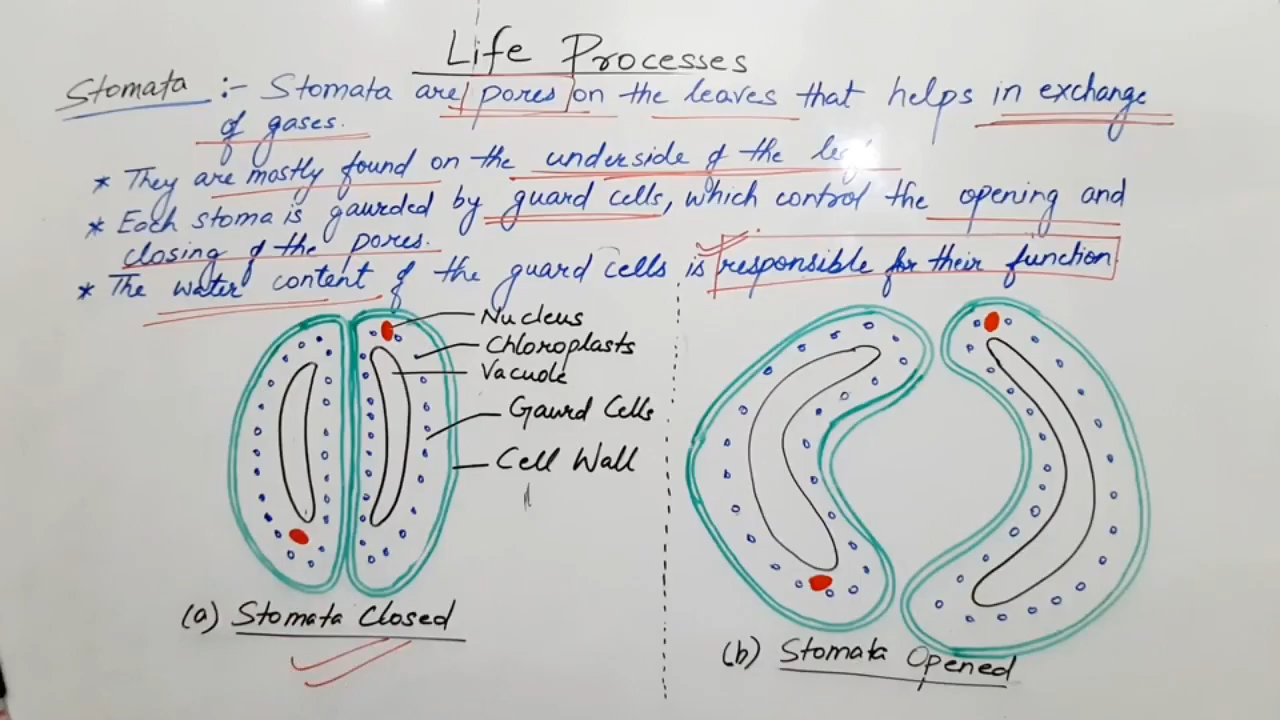 Life Processes
Stomata :- Stomata are pores on the leaves that helps in exchange
of gases.
* They are mostly found on the underside of the
* Each stoma is gaurded by guard cells, which control the opening and
closing of the pores.
* The water content of the guard cells is responsible for their function
Nucleus
Chloroplasts
Vacuole
Gaurd Cells
Cell Wall
(a) Stomata Closed
(b) Stomata Opened